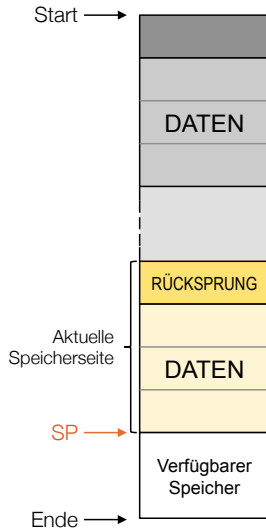 Start
DATEN
RÜCKSPRUNG
Aktuelle
Speicherseite
DATEN
SP
Verfügbarer
Speicher
Ende